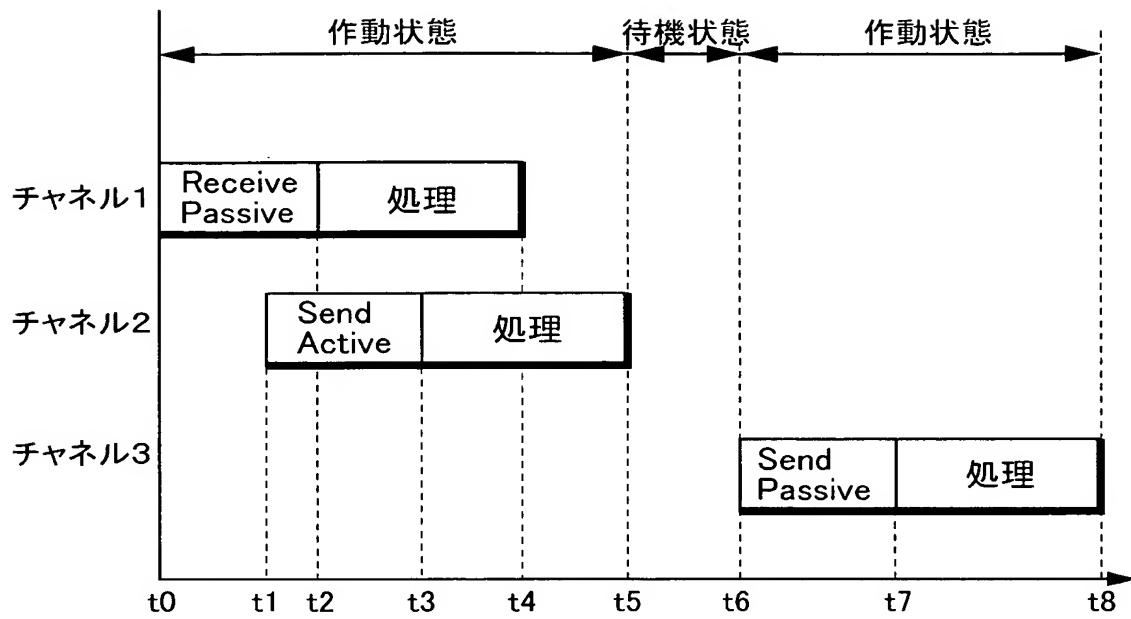 作動状態 待機状態 作動状態
チャネル1
Receive
Passive
処理
チャネル2
Send
Active
処理
チャネル3
Send
Passive
処理
t0 t1 t2 t3 t4 t5 t6 t7 t8